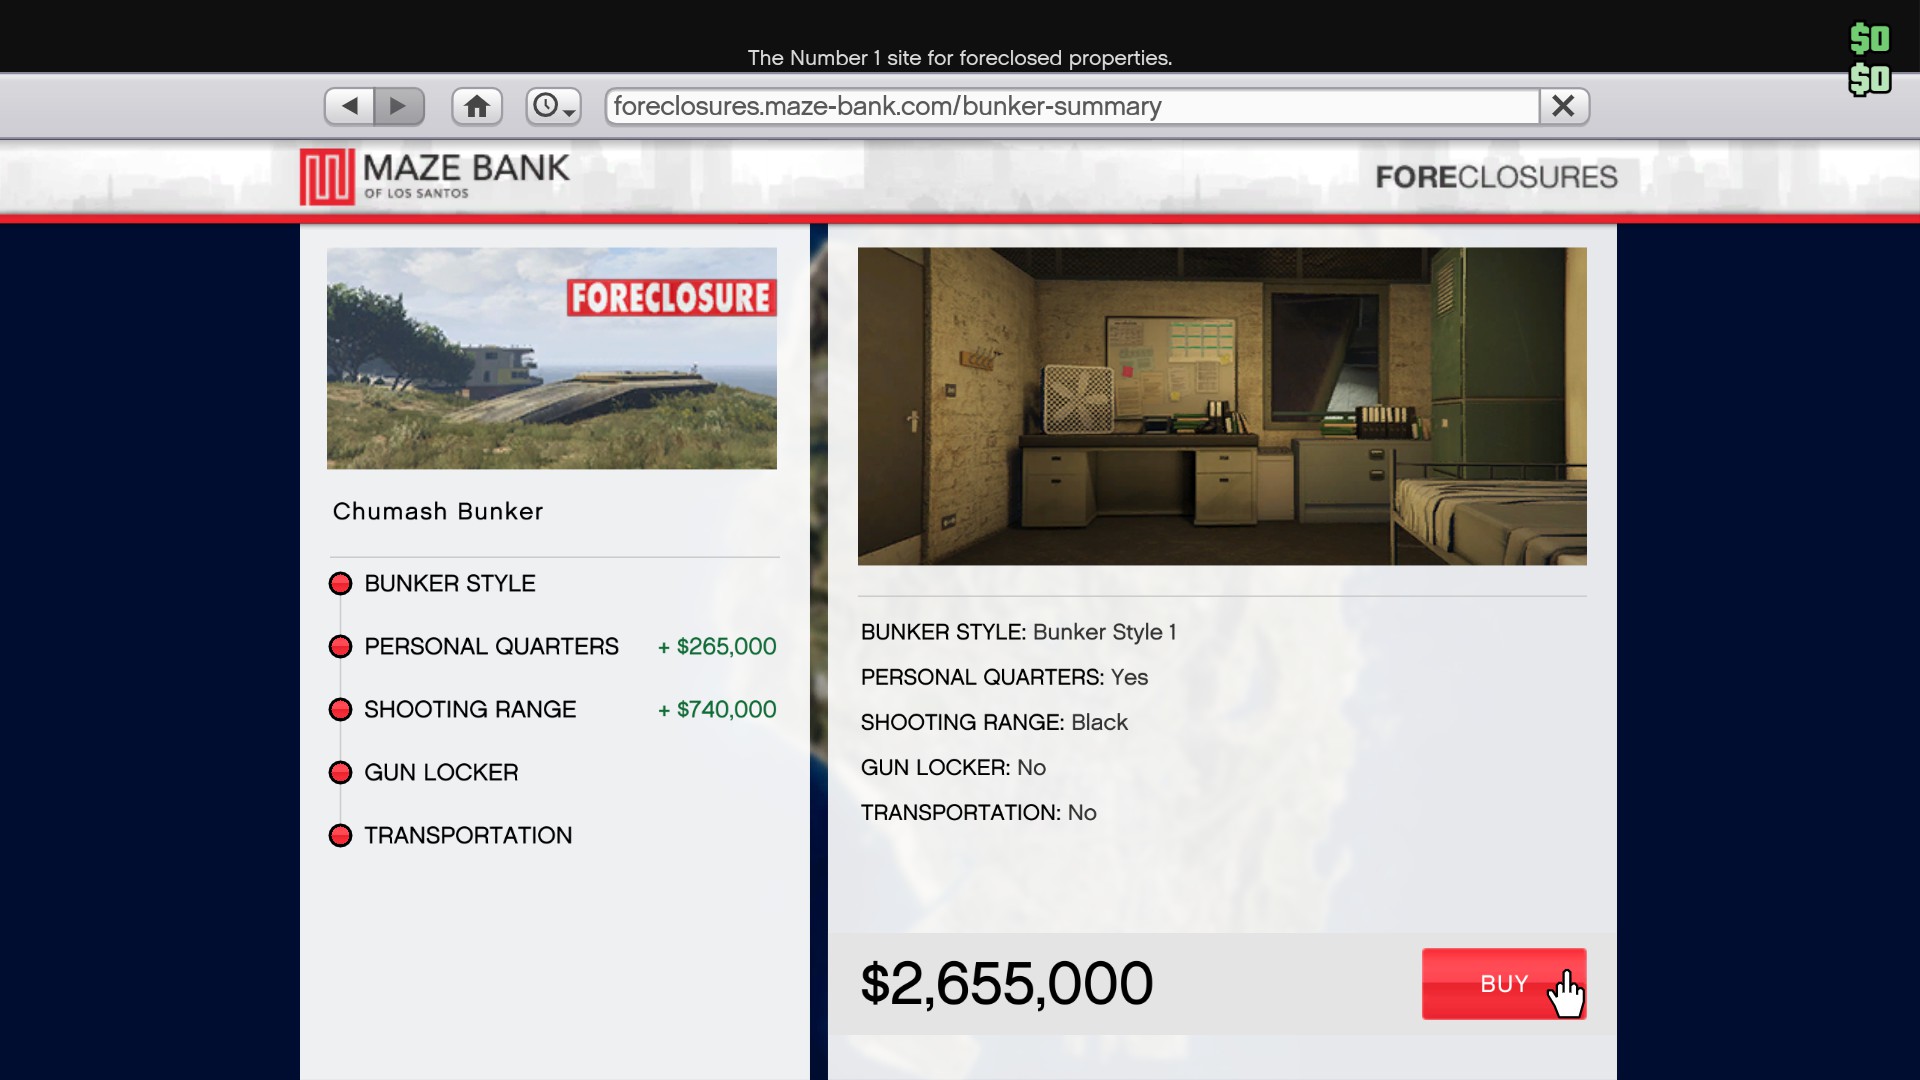 The Number 1 site for foreclosed properties.
$0
$0
foreclosures.maze-bank.com/bunker-summary
MAZE BANK
OF LOS SANTOS
FORECLOSURES
FORECLOSURE
Chumash Bunker
BUNKER STYLE
PERSONAL QUARTERS + $265,000
SHOOTING RANGE + $740,000
GUN LOCKER
TRANSPORTATION
BUNKER STYLE: Bunker Style 1
PERSONAL QUARTERS: Yes
SHOOTING RANGE: Black
GUN LOCKER: No
TRANSPORTATION: No
$2,655,000
BUY